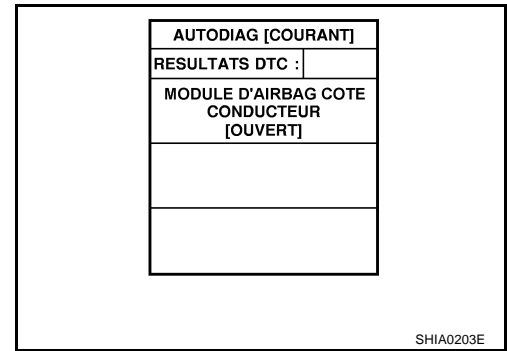 AUTODIAG [COURANT]
RESULTATS DTC :
MODULE D'AIRBAG COTE
CONDUCTEUR
[OUVERT]
SHIA0203E